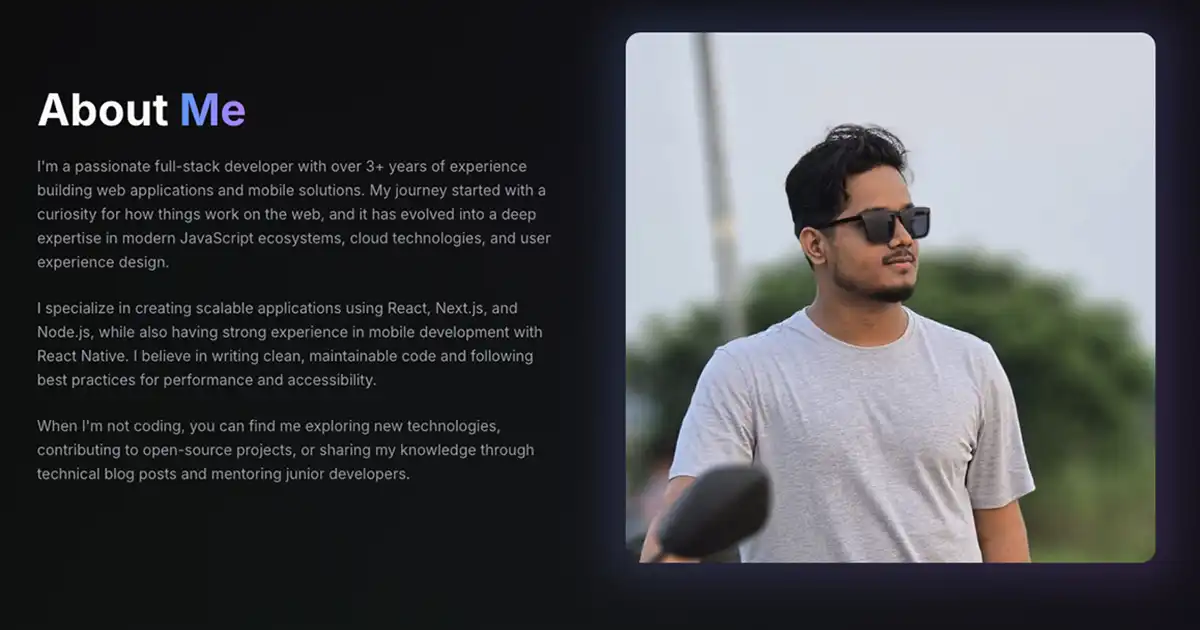 About Me
I'm a passionate full-stack developer with over 3+ years of experience
building web applications and mobile solutions. My journey started with a
curiosity for how things work on the web, and it has evolved into a deep
expertise in modern JavaScript ecosystems, cloud technologies, and user
experience design.
I specialize in creating scalable applications using React, Next.js, and
Node.js, while also having strong experience in mobile development with
React Native. I believe in writing clean, maintainable code and following
best practices for performance and accessibility.
When I'm not coding, you can find me exploring new technologies,
contributing to open-source projects, or sharing my knowledge through
technical blog posts and mentoring junior developers.